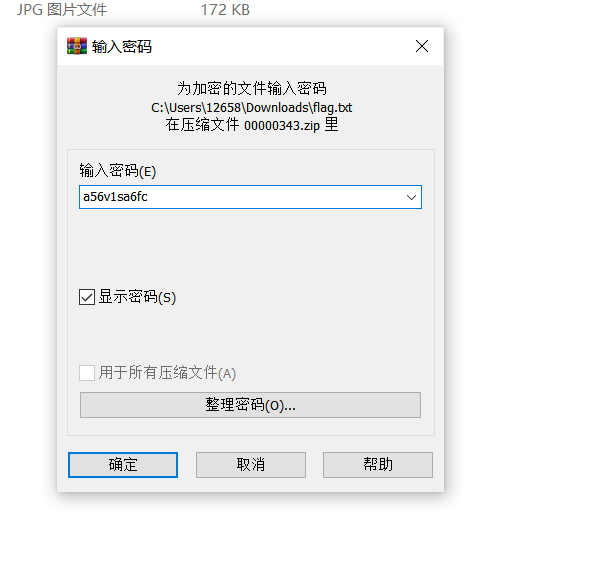 JPG 图片文件 172 KB
输入密码
为加密的文件输入密码
C:\Users\12658\Downloads\flag.txt
在压缩文件 00000343.zip 里
输入密码(E)
a56v1sa6fc
显示密码(S)
用于所有压缩文件(A)
整理密码(O)...
确定 取消 帮助